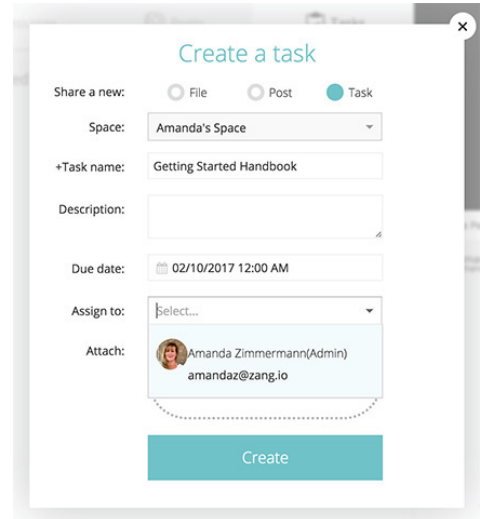 Tasks
Create a task
Share a new: File Post Task
Space: Amanda's Space
+Task name: Getting Started Handbook
Description:
Due date: 02/10/2017 12:00 AM
Assign to: Select...
Attach: Amanda Zimmermann(Admin)
amandaz@zang.io
Create